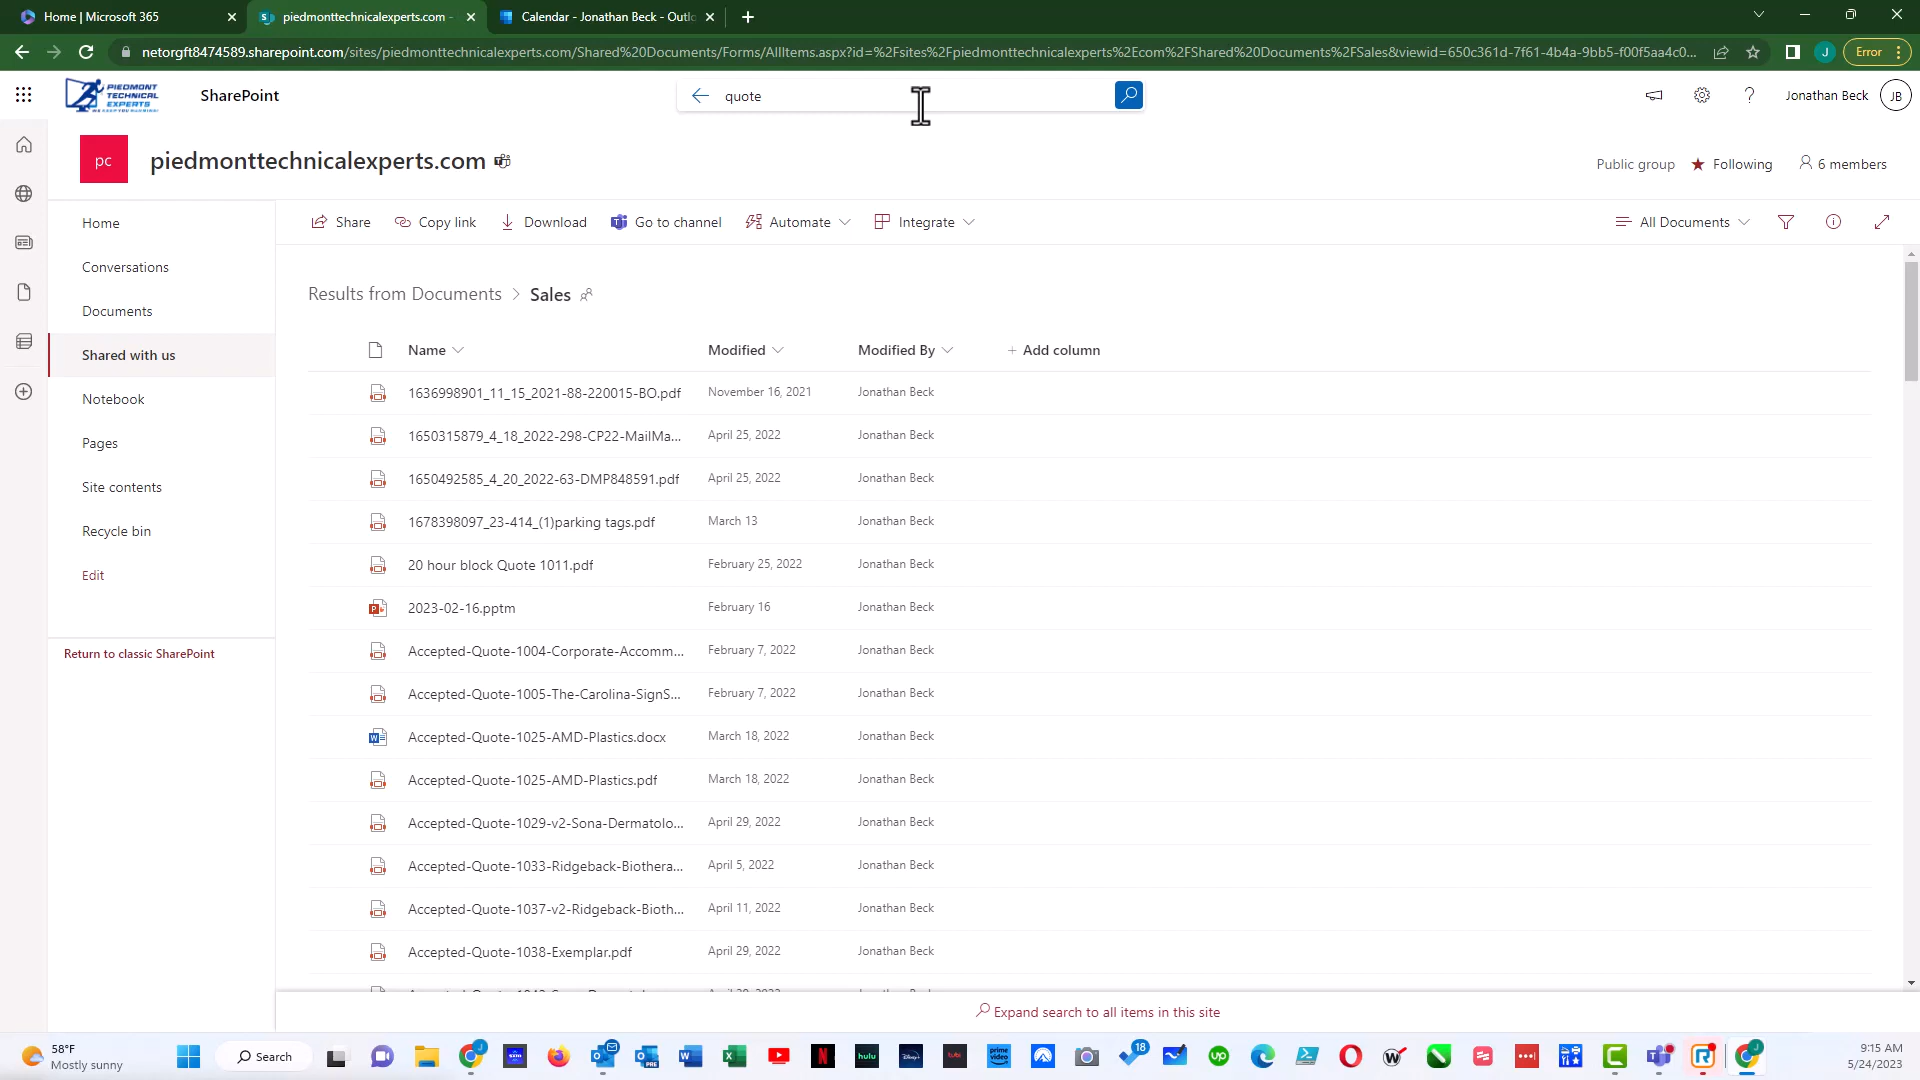 Home | Microsoft 365
piedmonttechnicalexperts.com -
Calendar - Jonathan Beck - Outlo
netorgft8474589.sharepoint.com/sites/piedmonttechnicalexperts.com/Shared%20Documents/Forms/AllItems.aspx?id=%2Fsites%2Fpiedmonttechnicalexperts%2Ecom%2FShared%20Documents%2FSales&viewid=650c361d-7f61-4b4a-9bb5-f00f5aa4c0...
J
Error
PIEDMONT
TECHNICAL
EXPERTS
SharePoint
quote
Jonathan Beck
JB
pc
piedmonttechnicalexperts.com
Public group
Following
6 members
Home
Conversations
Documents
Shared with us
Notebook
Pages
Site contents
Recycle bin
Edit
Return to classic SharePoint
Share
Copy link
Download
Go to channel
Automate
Integrate
All Documents
Results from Documents > Sales
Name
Modified
Modified By
+ Add column
1636998901_11_15_2021-88-220015-BO.pdf November 16, 2021 Jonathan Beck
1650315879_4_18_2022-298-CP22-MailMa... April 25, 2022 Jonathan Beck
1650492585_4_20_2022-63-DMP848591.pdf April 25, 2022 Jonathan Beck
1678398097_23-414_(1)parking tags.pdf March 13 Jonathan Beck
20 hour block Quote 1011.pdf February 25, 2022 Jonathan Beck
2023-02-16.pptm February 16 Jonathan Beck
Accepted-Quote-1004-Corporate-Accomm... February 7, 2022 Jonathan Beck
Accepted-Quote-1005-The-Carolina-SignS... February 7, 2022 Jonathan Beck
Accepted-Quote-1025-AMD-Plastics.docx March 18, 2022 Jonathan Beck
Accepted-Quote-1025-AMD-Plastics.pdf March 18, 2022 Jonathan Beck
Accepted-Quote-1029-v2-Sona-Dermatolo... April 29, 2022 Jonathan Beck
Accepted-Quote-1033-Ridgeback-Biothera... April 5, 2022 Jonathan Beck
Accepted-Quote-1037-v2-Ridgeback-Bioth... April 11, 2022 Jonathan Beck
Accepted-Quote-1038-Exemplar.pdf April 29, 2022 Jonathan Beck
Expand search to all items in this site
58°F
Mostly sunny
Search
hulu
18
9:15 AM
5/24/2023